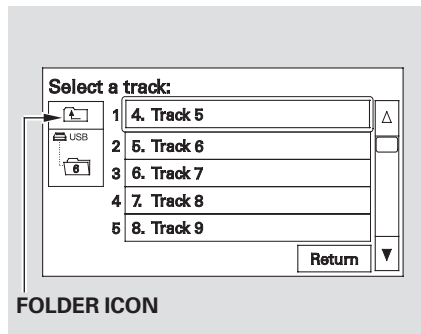 Select a track:
1 4. Track 5
USB
2 5. Track 6
6
3 6. Track 7
4 7. Track 8
5 8. Track 9
Return
FOLDER ICON